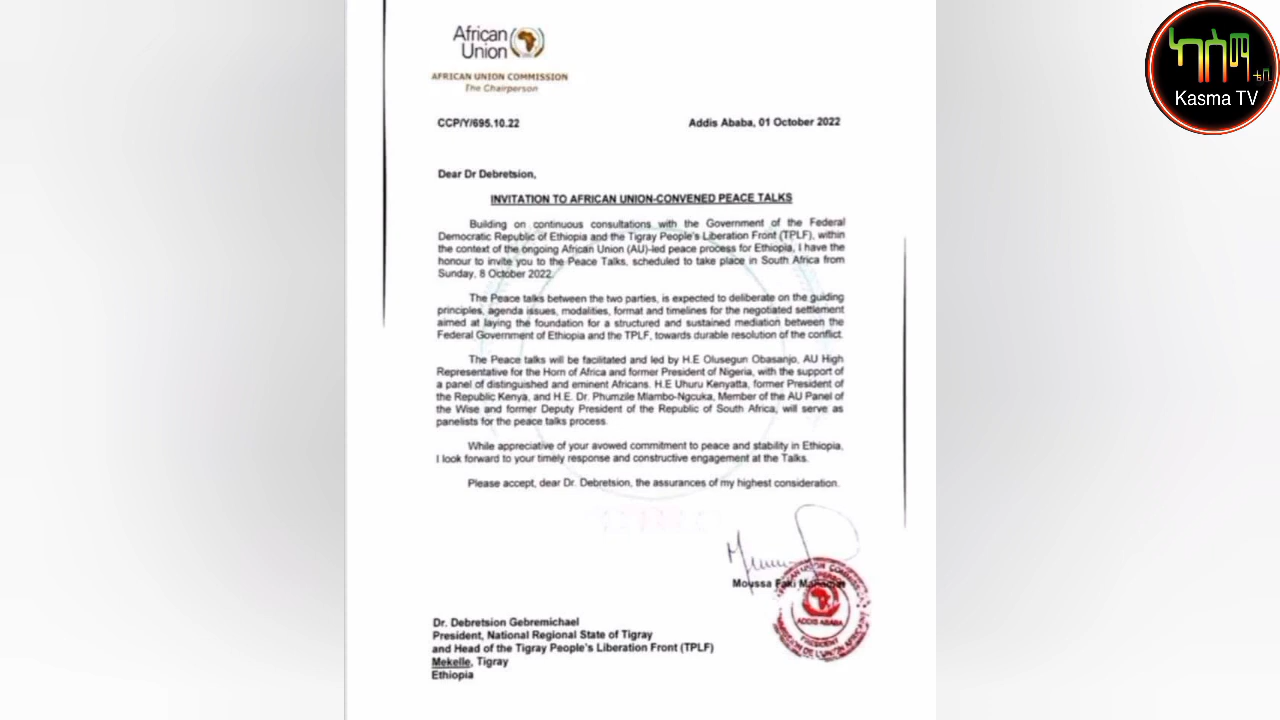 African
Union
AFRICAN UNION COMMISSION
The Chairperson
ካስማ
ቲቪ
Kasma TV
CCP/Y/695.10.22
Addis Ababa, 01 October 2022
Dear Dr Debretsion,
INVITATION TO AFRICAN UNION-CONVENED PEACE TALKS
Building on continuous consultations with the Government of the Federal
Democratic Republic of Ethiopia and the Tigray People's Liberation Front (TPLF), within
the context of the ongoing African Union (AU)-led peace process for Ethiopia, I have the
honour to invite you to the Peace Talks, scheduled to take place in South Africa from
Sunday, 8 October 2022.
The Peace talks between the two parties, is expected to deliberate on the guiding
principles, agenda issues, modalities, format and timelines for the negotiated settlement
aimed at laying the foundation for a structured and sustained mediation between the
Federal Government of Ethiopia and the TPLF, towards durable resolution of the conflict.
The Peace talks will be facilitated and led by H.E Olusegun Obasanjo, AU High
Representative for the Horn of Africa and former President of Nigeria, with the support of
a panel of distinguished and eminent Africans. H.E Uhuru Kenyatta, former President of
the Republic Kenya, and H.E. Dr. Phumzile Mlambo-Ngcuka, Member of the AU Panel of
the Wise and former Deputy President of the Republic of South Africa, will serve as
panelists for the peace talks process.
While appreciative of your avowed commitment to peace and stability in Ethiopia,
I look forward to your timely response and constructive engagement at the Talks.
Please accept, dear Dr. Debretsion, the assurances of my highest consideration.
Moussa Faki Mahamat
AFRICAN UNION COMMISSION
ADDIS ABABA
PRESIDENT
COMMISSION DE L'UNION AFRICAINE
Dr. Debretsion Gebremichael
President, National Regional State of Tigray
and Head of the Tigray People's Liberation Front (TPLF)
Mekelle, Tigray
Ethiopia